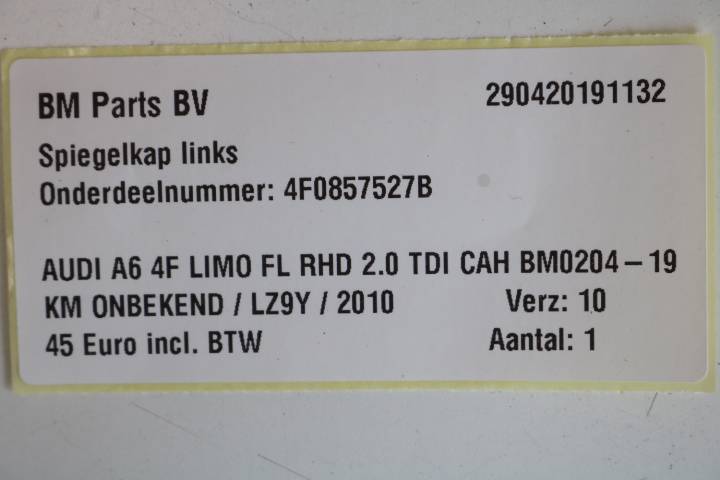 BM Parts BV 290420191132
Spiegelkap links
Onderdeelnummer: 4F0857527B
AUDI A6 4F LIMO FL RHD 2.0 TDI CAH BM0204-19
KM ONBEKEND / LZ9Y / 2010 Verz: 10
45 Euro incl. BTW Aantal: 1